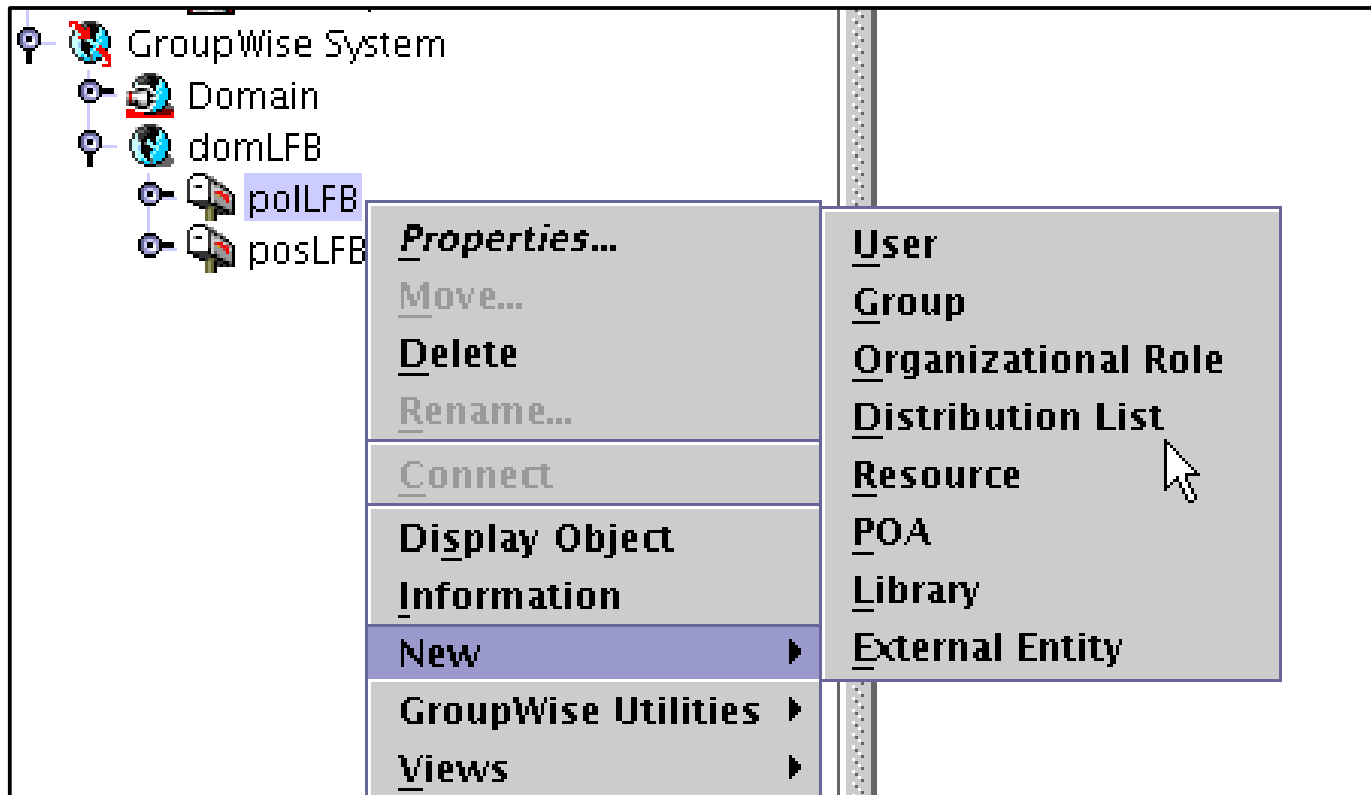 GroupWise System
Domain
domLFB
polLFB
posLFB
Properties...
Move...
Delete
Rename...
Connect
Display Object
Information
New
GroupWise Utilities
Views
User
Group
Organizational Role
Distribution List
Resource
POA
Library
External Entity